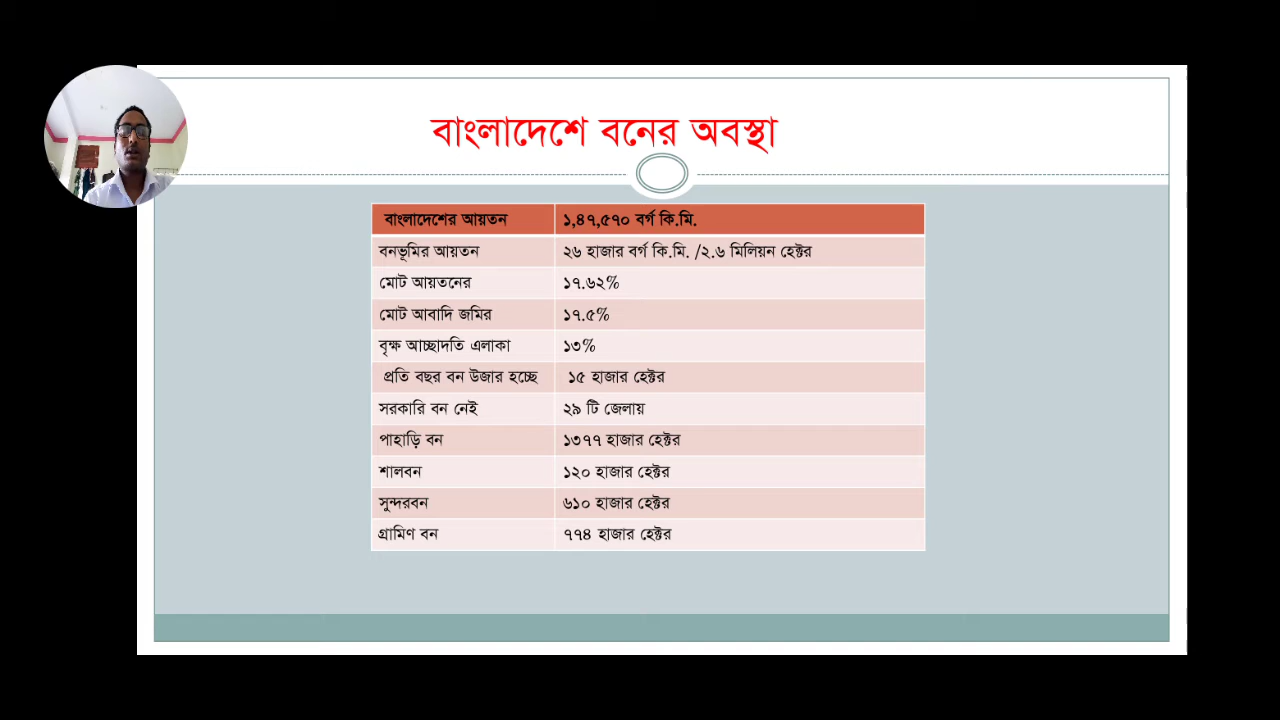 বাংলাদেশে বনের অবস্থা
বাংলাদেশের আয়তন ১,৪৭,৫৭০ বর্গ কি.মি.
বনভূমির আয়তন ২৬ হাজার বর্গ কি.মি. /২.৬ মিলিয়ন হেক্টর
মোট আয়তনের ১৭.৬২%
মোট আবাদি জমির ১৭.৫%
বৃক্ষ আচ্ছাদতি এলাকা ১৩%
প্রতি বছর বন উজার হচ্ছে ১৫ হাজার হেক্টর
সরকারি বন নেই ২৯ টি জেলায়
পাহাড়ি বন ১৩৭৭ হাজার হেক্টর
শালবন ১২০ হাজার হেক্টর
সুন্দরবন ৬১০ হাজার হেক্টর
গ্রামিণ বন ৭৭৪ হাজার হেক্টর